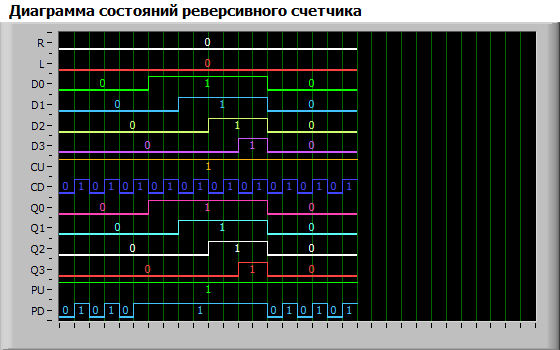 Диаграмма состояний реверсивного счетчика
R 0
L 0
D0 0 1 0
D1 0 1 0
D2 0 1 0
D3 0 1 0
CU 1
CD 0 1 0 1 0 1 0 1 0 1 0 1 0 1 0 1 0 1 0 1
Q0 0 1 0
Q1 0 1 0
Q2 0 1 0
Q3 0 1 0
PU 1
PD 0 1 0 1 0 1 0 1 0 1 0 1